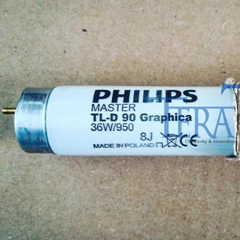 PHILIPS
MASTER
TL-D 90 Graphica
36W/950
8J
MADE IN POLAND
ERA